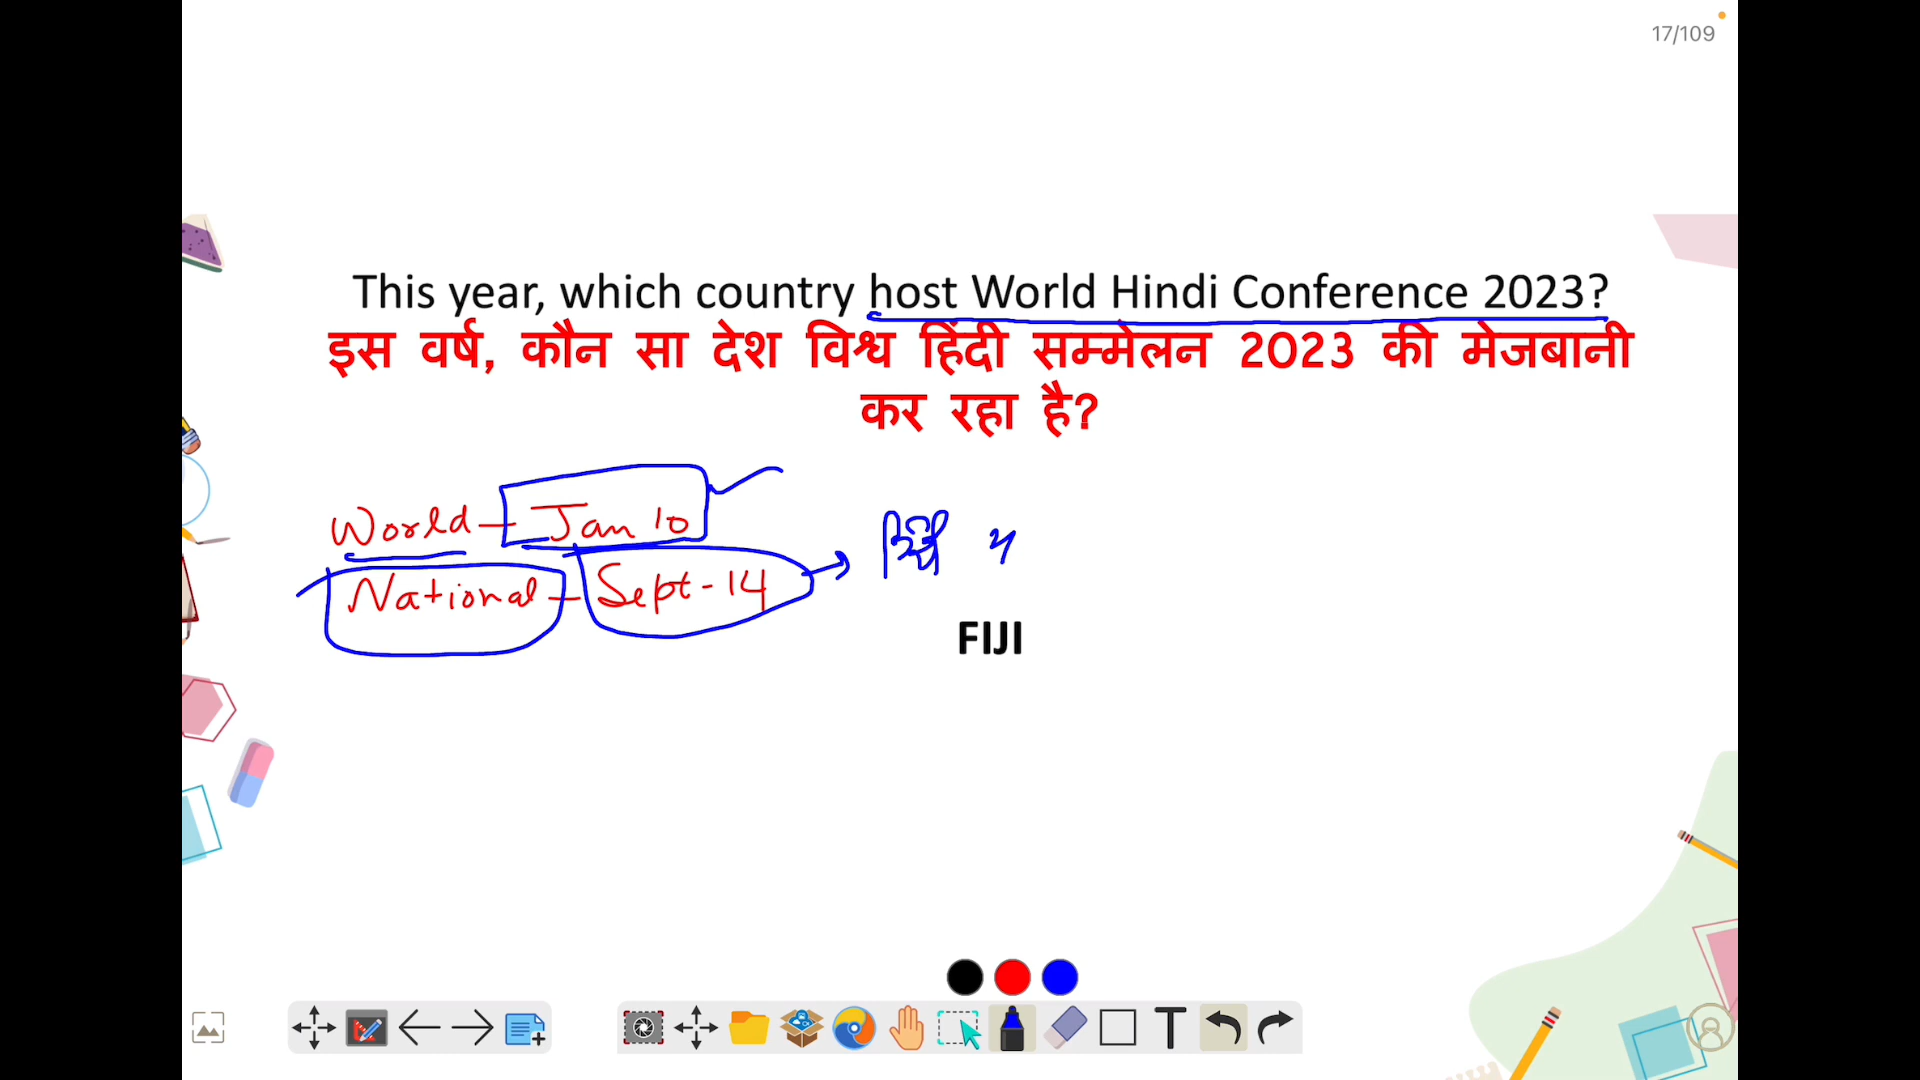 17/109
This year, which country host World Hindi Conference 2023?
इस वर्ष, कौन सा देश विश्व हिंदी सम्मेलन 2023 की मेजबानी
कर रहा है?
World - Jan 10
National - Sept-14
FIJI